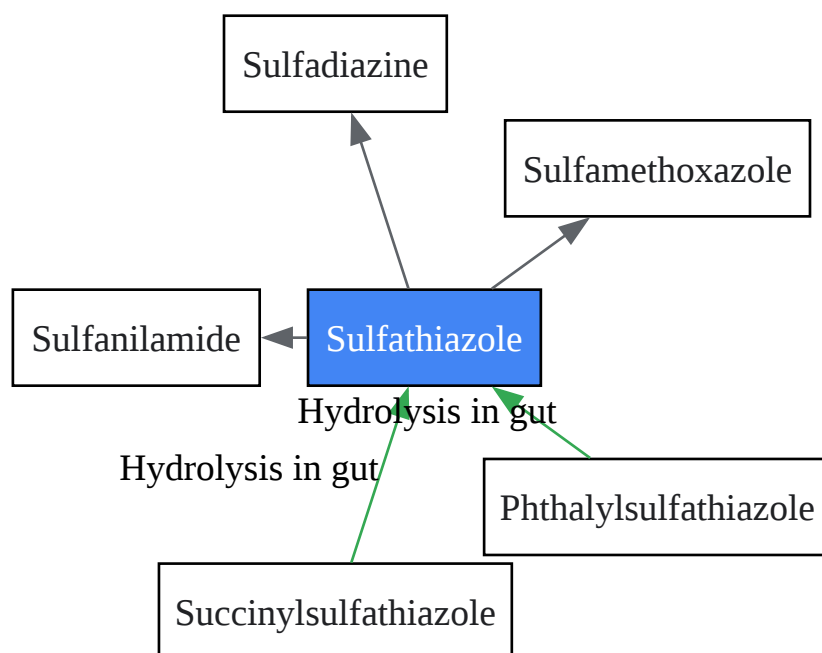 Sulfadiazine
Sulfamethoxazole
Sulfanilamide
Sulfathiazole
Hydrolysis in gut
Hydrolysis in gut
Phthalylsulfathiazole
Succinylsulfathiazole